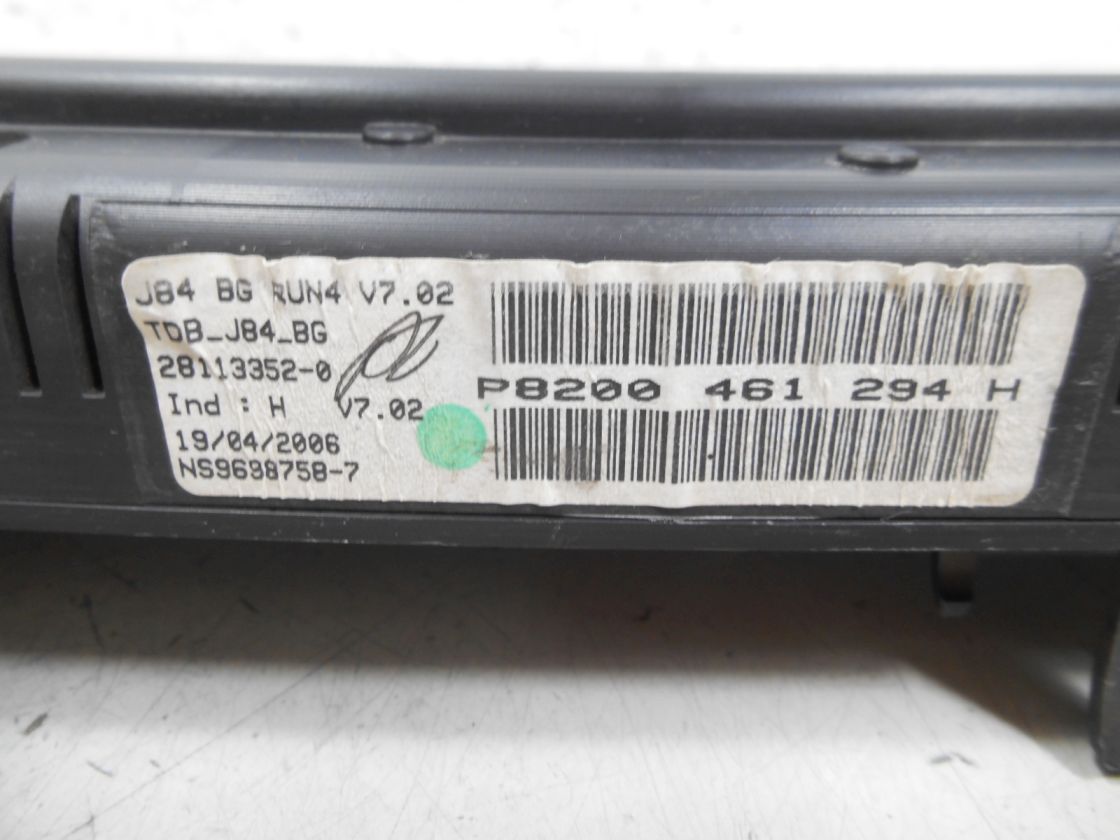 J84 BG RUN4 V7.02
TDB_J84_BG
28113352-0
Ind : H V7.02
19/04/2006
NS9698758-7
P8200 461 294 H